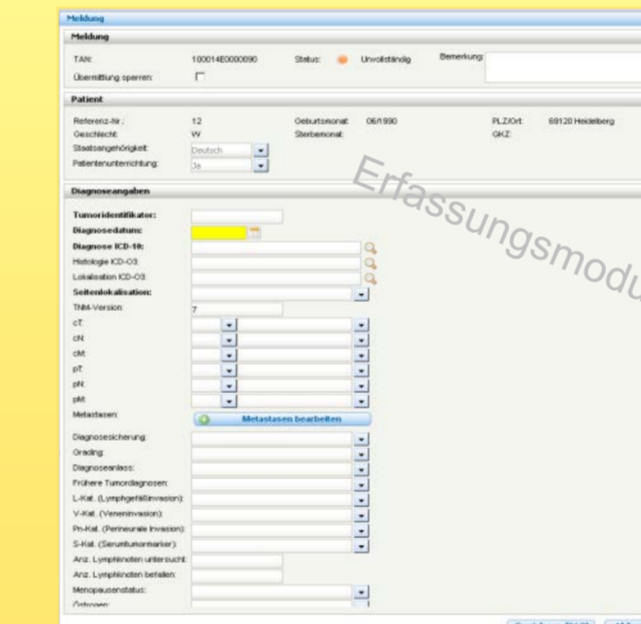 Meldung
Meldung
TAN: 100014E0000090 Status: Unvollständig Bemerkung:
Übermittlung sperren:
Patient
Referenz-Nr.: 12 Geburtsmonat: 06/1990 PLZ/Ort: 69120 Heidelberg
Geschlecht: W Sterbemonat: GKZ:
Staatsangehörigkeit: Deutsch
Patientenunterrichtung: Ja
Diagnoseangaben
Tumoridentifikator:
Diagnosedatum:
Diagnose ICD-10:
Histologie ICD-O3:
Lokalisation ICD-O3:
Seitenlokalisation:
TNM-Version: 7
cT:
cN:
cM:
pT:
pN:
pM:
Metastasen: Metastasen bearbeiten
Diagnosesicherung:
Grading:
Diagnoseanlass:
Frühere Tumordiagnosen:
L-Kat. (Lymphgefäßinvasion):
V-Kat. (Veneninvasion):
Pn-Kat. (Perineurale Invasion):
S-Kat. (Serumtumormarker):
Anz. Lymphknoten untersucht:
Anz. Lymphknoten befallen:
Menopausenstatus:
Östrogen:
Erfassungsmodu